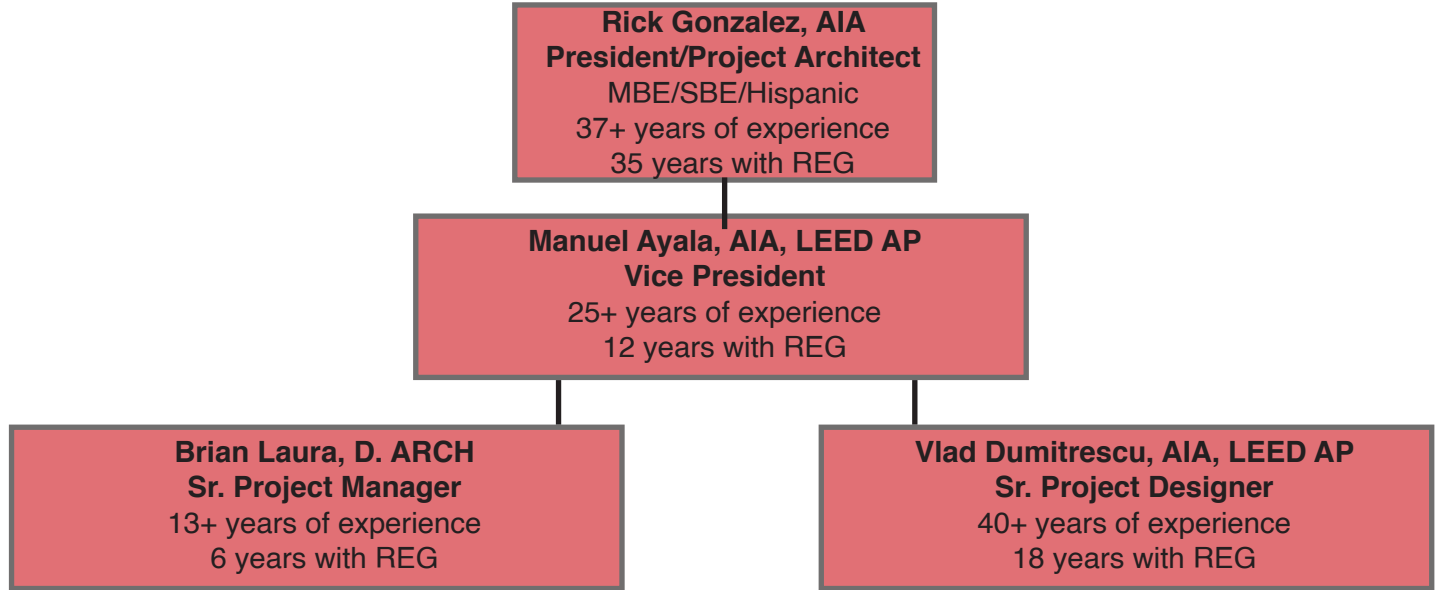 Rick Gonzalez, AIA
President/Project Architect
MBE/SBE/Hispanic
37+ years of experience
35 years with REG
Manuel Ayala, AIA, LEED AP
Vice President
25+ years of experience
12 years with REG
Brian Laura, D. ARCH
Sr. Project Manager
13+ years of experience
6 years with REG
Vlad Dumitrescu, AIA, LEED AP
Sr. Project Designer
40+ years of experience
18 years with REG